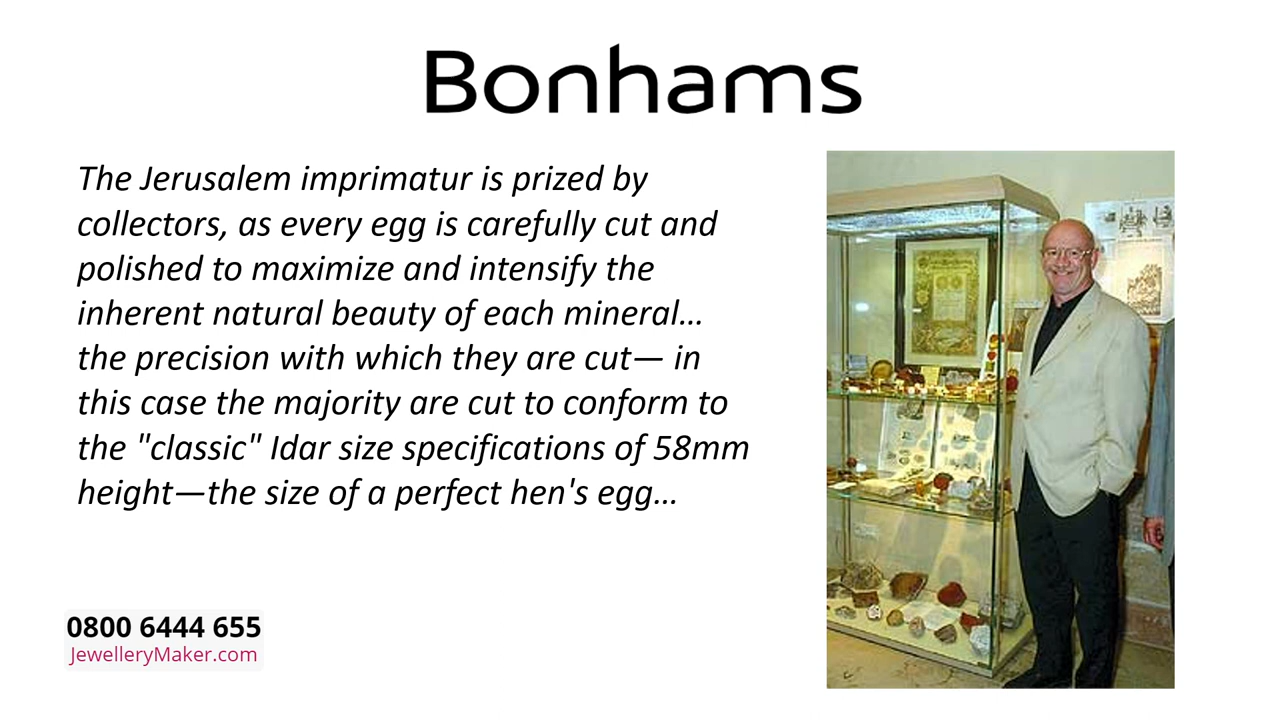 Bonhams
The Jerusalem imprimatur is prized by
collectors, as every egg is carefully cut and
polished to maximize and intensify the
inherent natural beauty of each mineral...
the precision with which they are cut— in
this case the majority are cut to conform to
the "classic" Idar size specifications of 58mm
height—the size of a perfect hen's egg...
0800 6444 655
JewelleryMaker.com